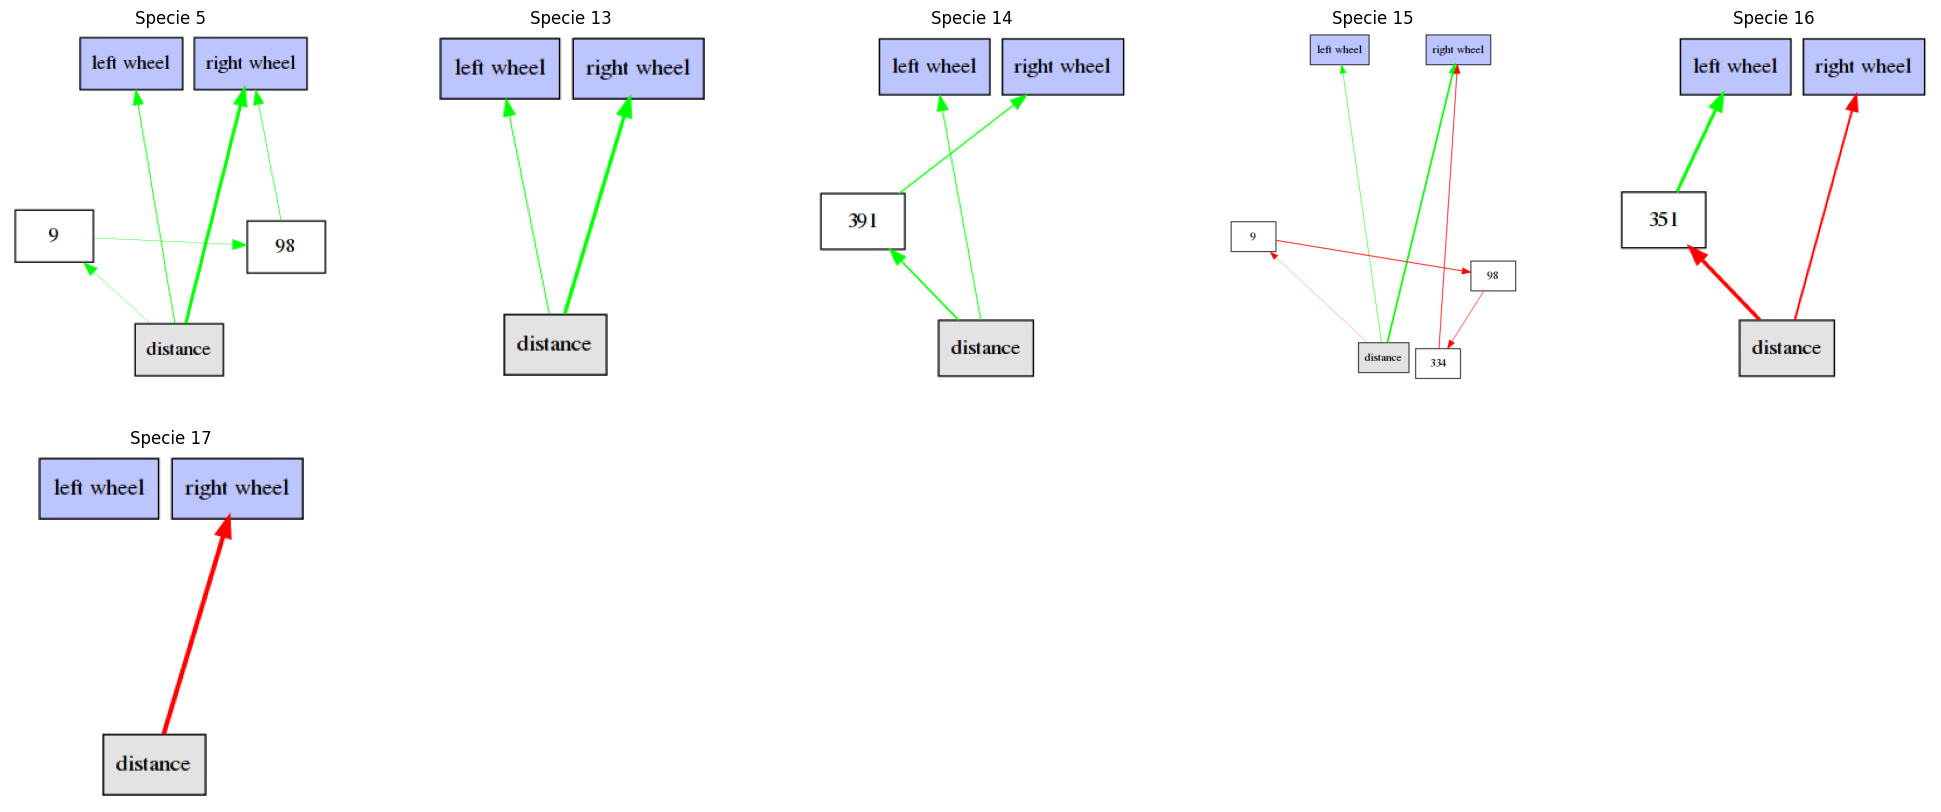 Specie 5
left wheel
right wheel
9
98
distance
Specie 13
left wheel
right wheel
distance
Specie 14
left wheel
right wheel
391
distance
Specie 15
left wheel
right wheel
9
98
distance
334
Specie 16
left wheel
right wheel
351
distance
Specie 17
left wheel
right wheel
distance